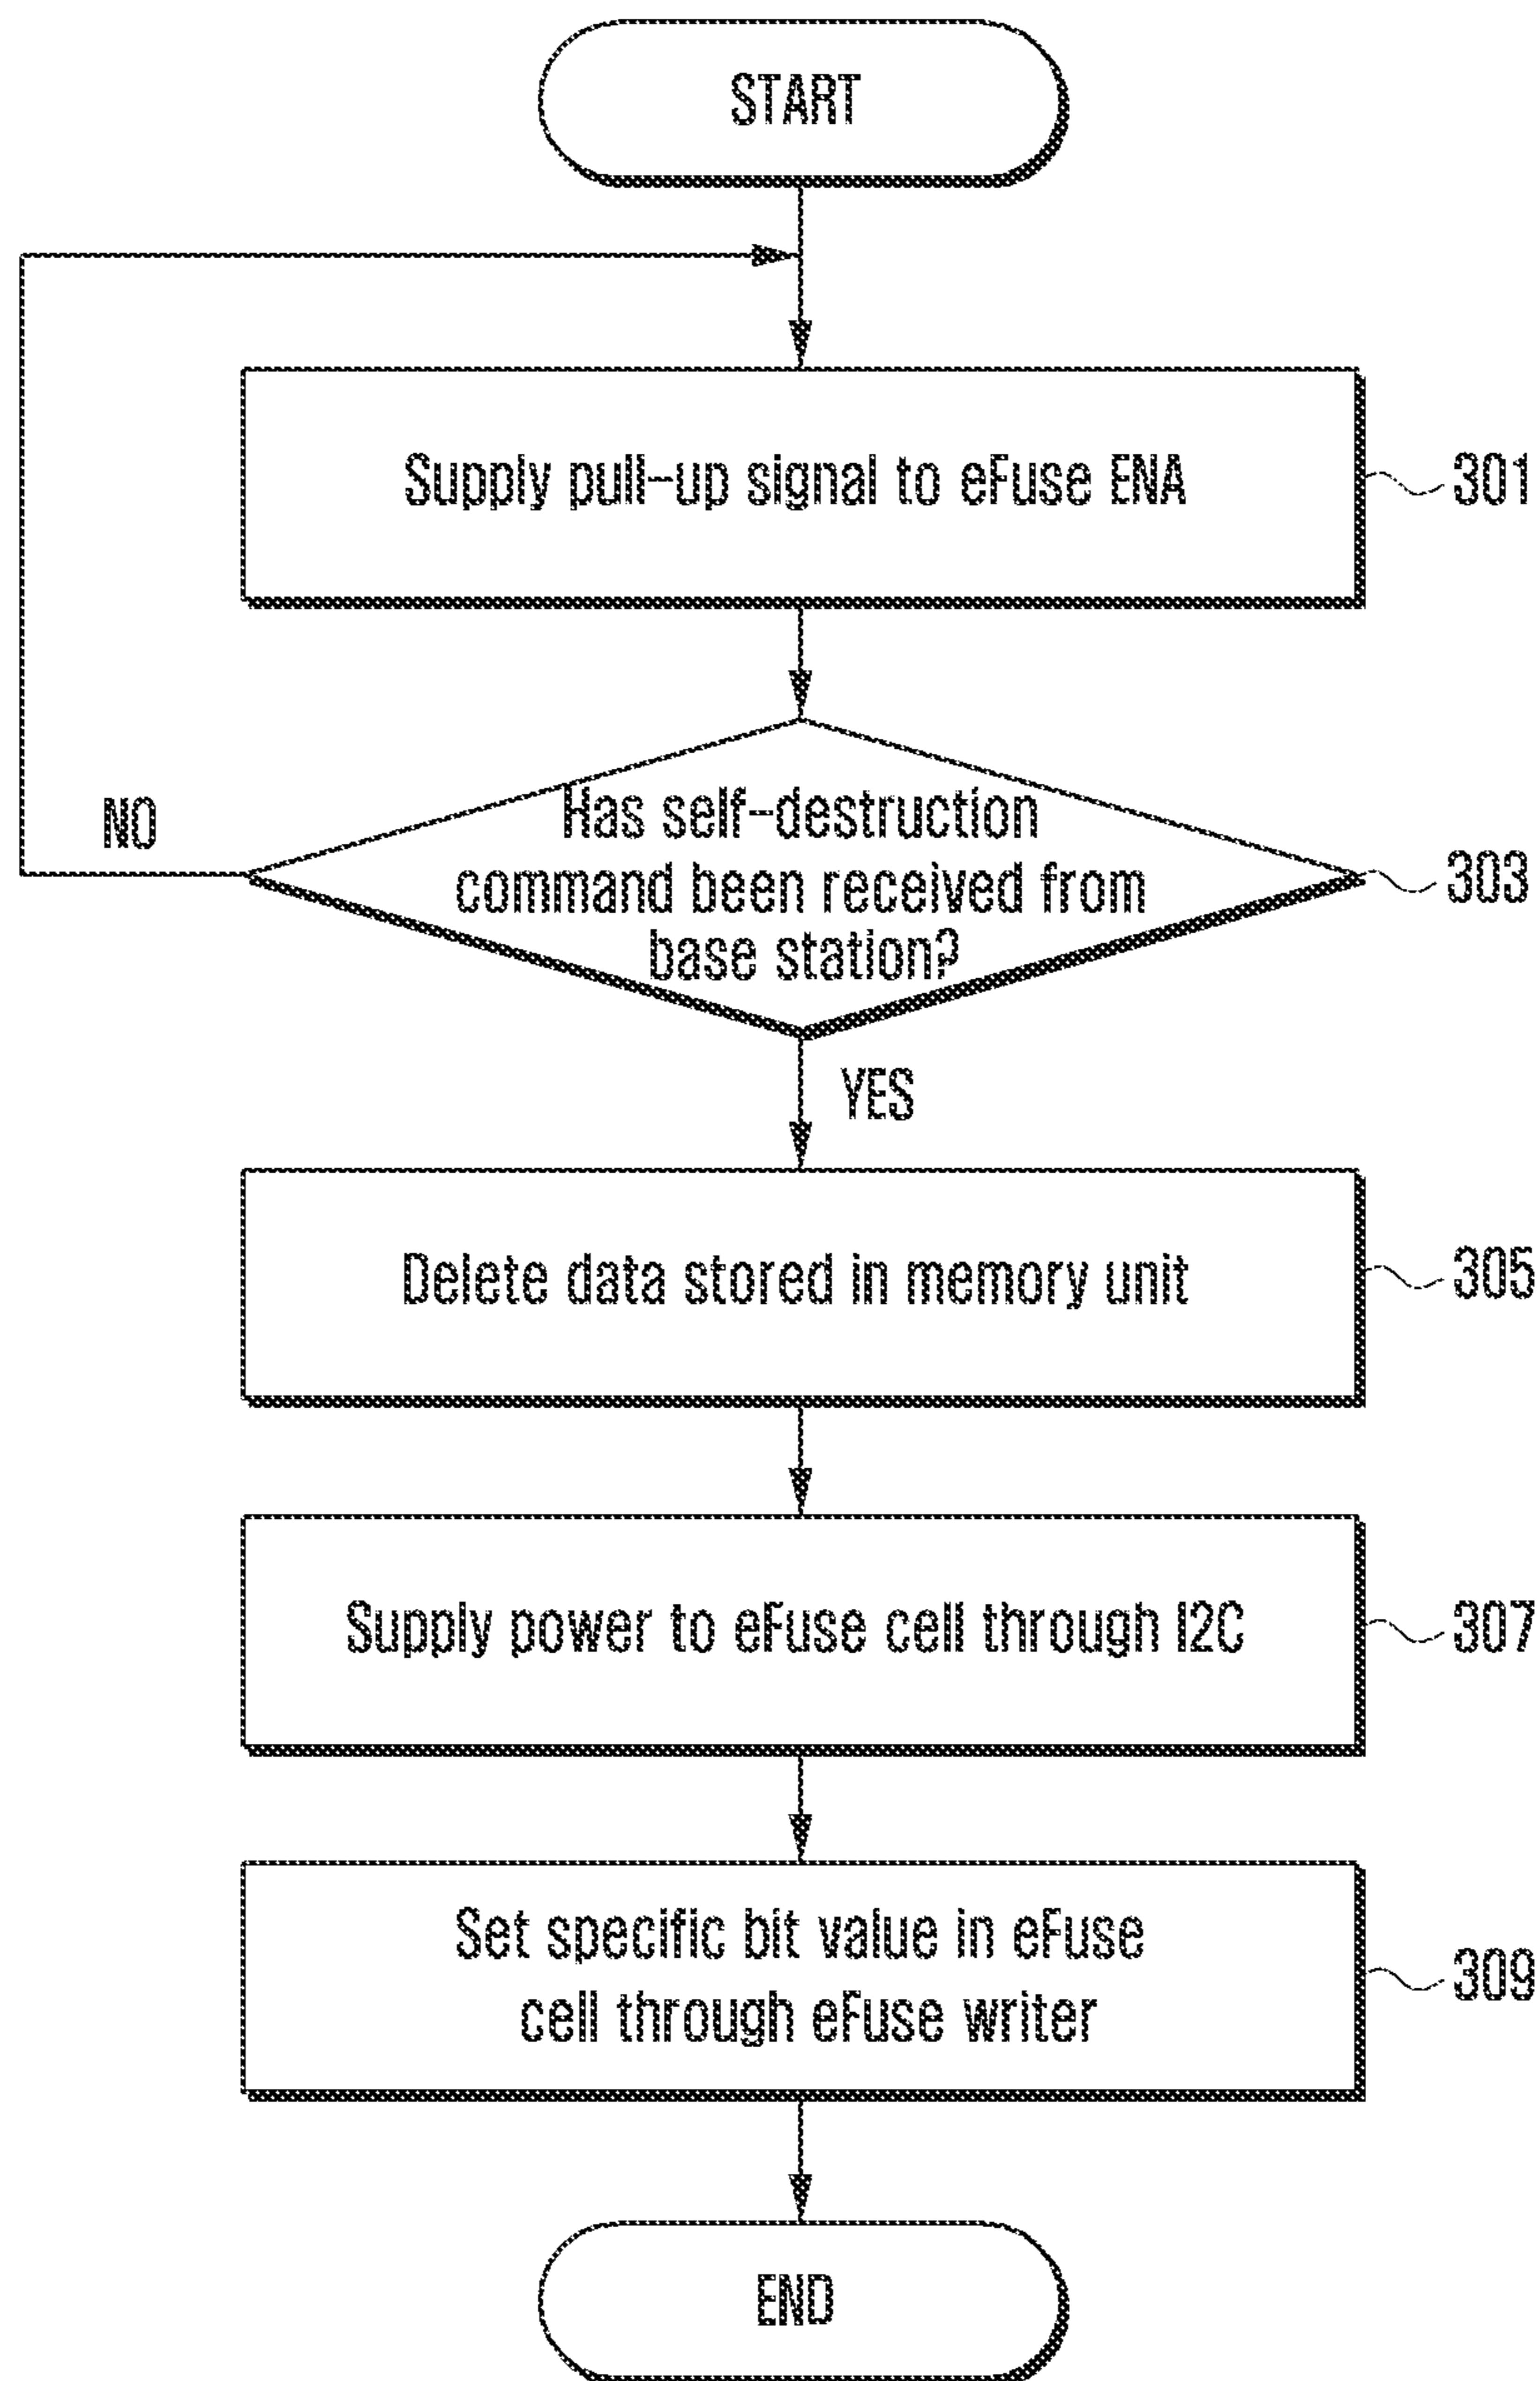 START
Supply pull-up signal to eFuse ENA
301
Has self-destruction
command been received from
base station?
303
NO
YES
Delete data stored in memory unit
305
Supply power to eFuse cell through I2C
307
Set specific bit value in eFuse
cell through eFuse writer
309
END